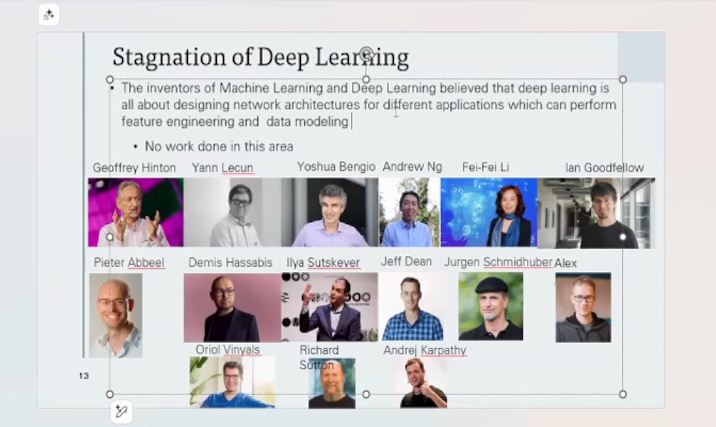 Stagnation of Deep Learning
• The inventors of Machine Learning and Deep Learning believed that deep learning is
all about designing network architectures for different applications which can perform
feature engineering and data modeling
• No work done in this area
Geoffrey Hinton Yann Lecun Yoshua Bengio Andrew Ng Fei-Fei Li Ian Goodfellow
Pieter Abbeel Demis Hassabis Ilya Sutskever Jeff Dean Jurgen Schmidhuber Alex
Oriol Vinyals Richard Andrej Karpathy
Sutton
13